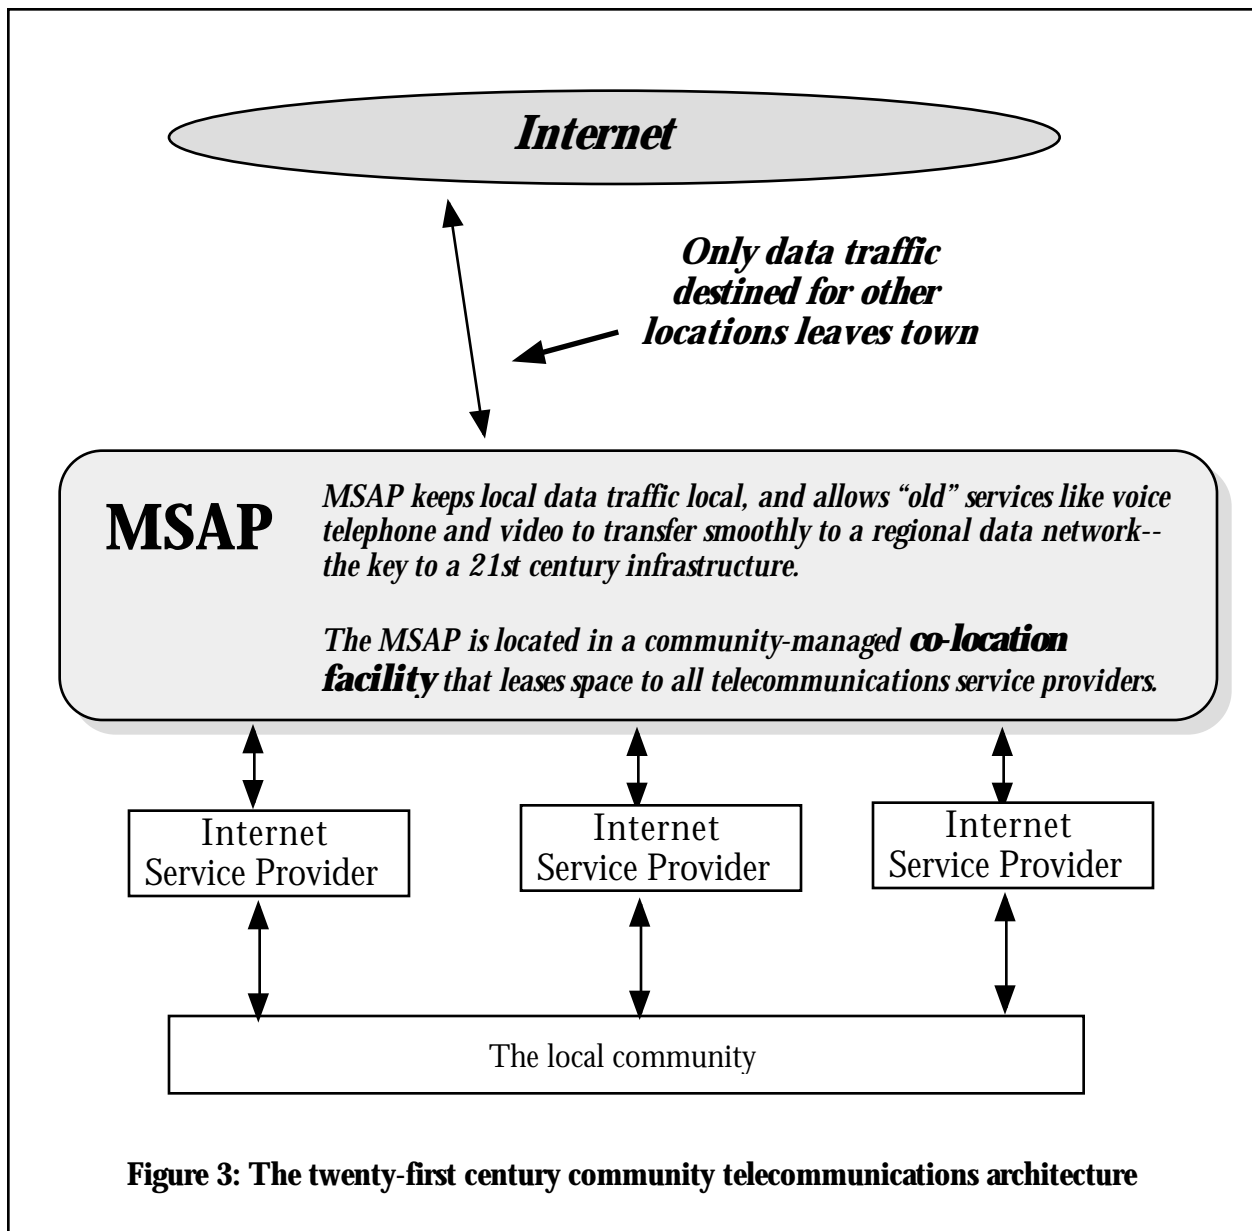 Internet
Only data traffic
destined for other
locations leaves town
MSAP
MSAP keeps local data traffic local, and allows “old” services like voice
telephone and video to transfer smoothly to a regional data network--
the key to a 21st century infrastructure.
The MSAP is located in a community-managed co-location
facility that leases space to all telecommunications service providers.
Internet
Service Provider
Internet
Service Provider
Internet
Service Provider
The local community
Figure 3: The twenty-first century community telecommunications architecture